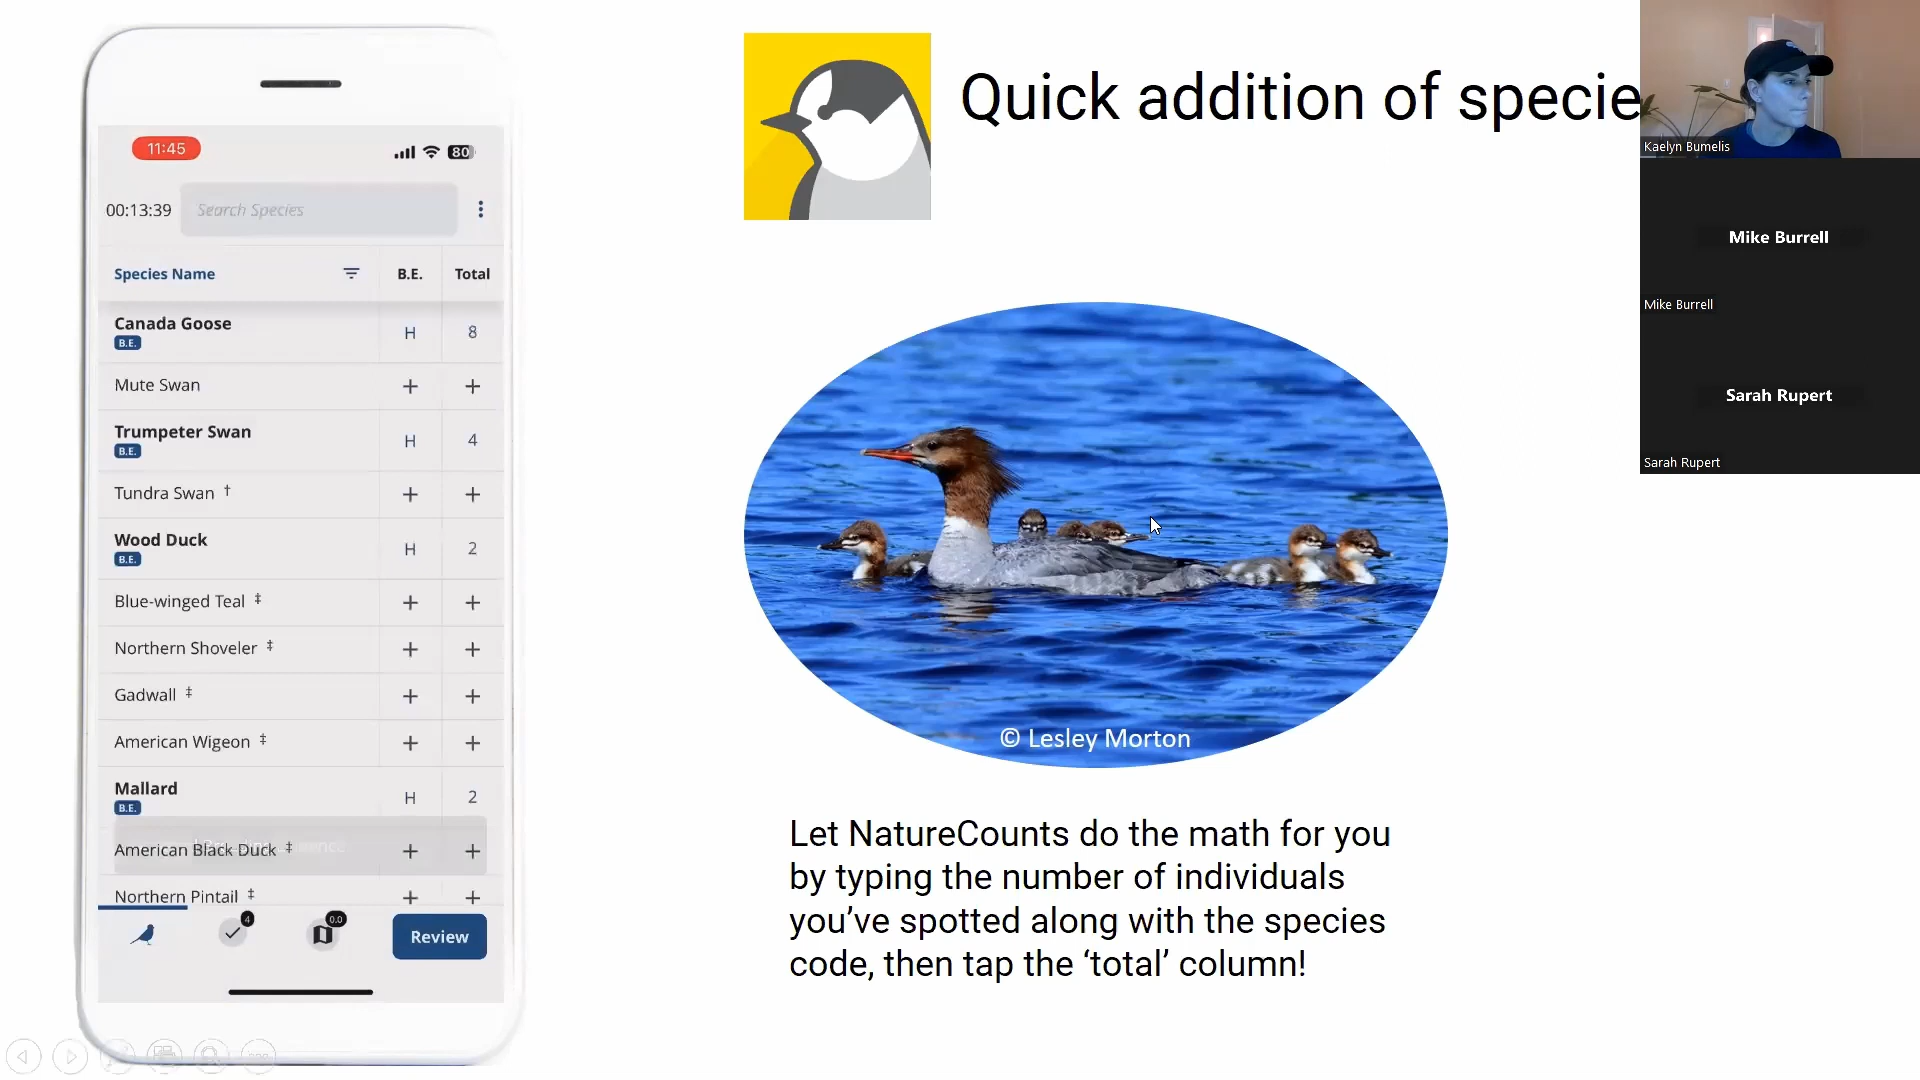 11:45
80
00:13:39
Search Species
Species Name B.E. Total
Canada Goose H 8
B.E.
Mute Swan + +
Trumpeter Swan H 4
B.E.
Tundra Swan † + +
Wood Duck H 2
B.E.
Blue-winged Teal ‡ + +
Northern Shoveler ‡ + +
Gadwall ‡ + +
American Wigeon ‡ + +
Mallard H 2
B.E.
American Black Duck ‡ + +
Northern Pintail ‡ + +
4
0.0
Review
Quick addition of specie
© Lesley Morton
Let NatureCounts do the math for you
by typing the number of individuals
you’ve spotted along with the species
code, then tap the ‘total’ column!
Kaelyn Bumelis
Mike Burrell
Mike Burrell
Sarah Rupert
Sarah Rupert